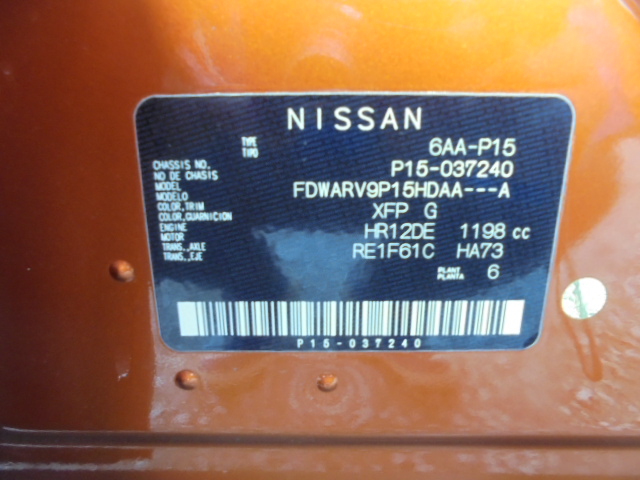 NISSAN
TYPE
TIPO 6AA-P15
CHASSIS NO.
NO DE CHASSIS P15-037240
MODEL
MODELO FDWARV9P15HDAA---A
COLOR,TRIM
COLOR,GUARNICION XFP G
ENGINE
MOTOR HR12DE 1198 cc
TRANS.,AXLE
TRANS.,EJE RE1F61C HA73
PLANT
PLANTA 6
P15-037240